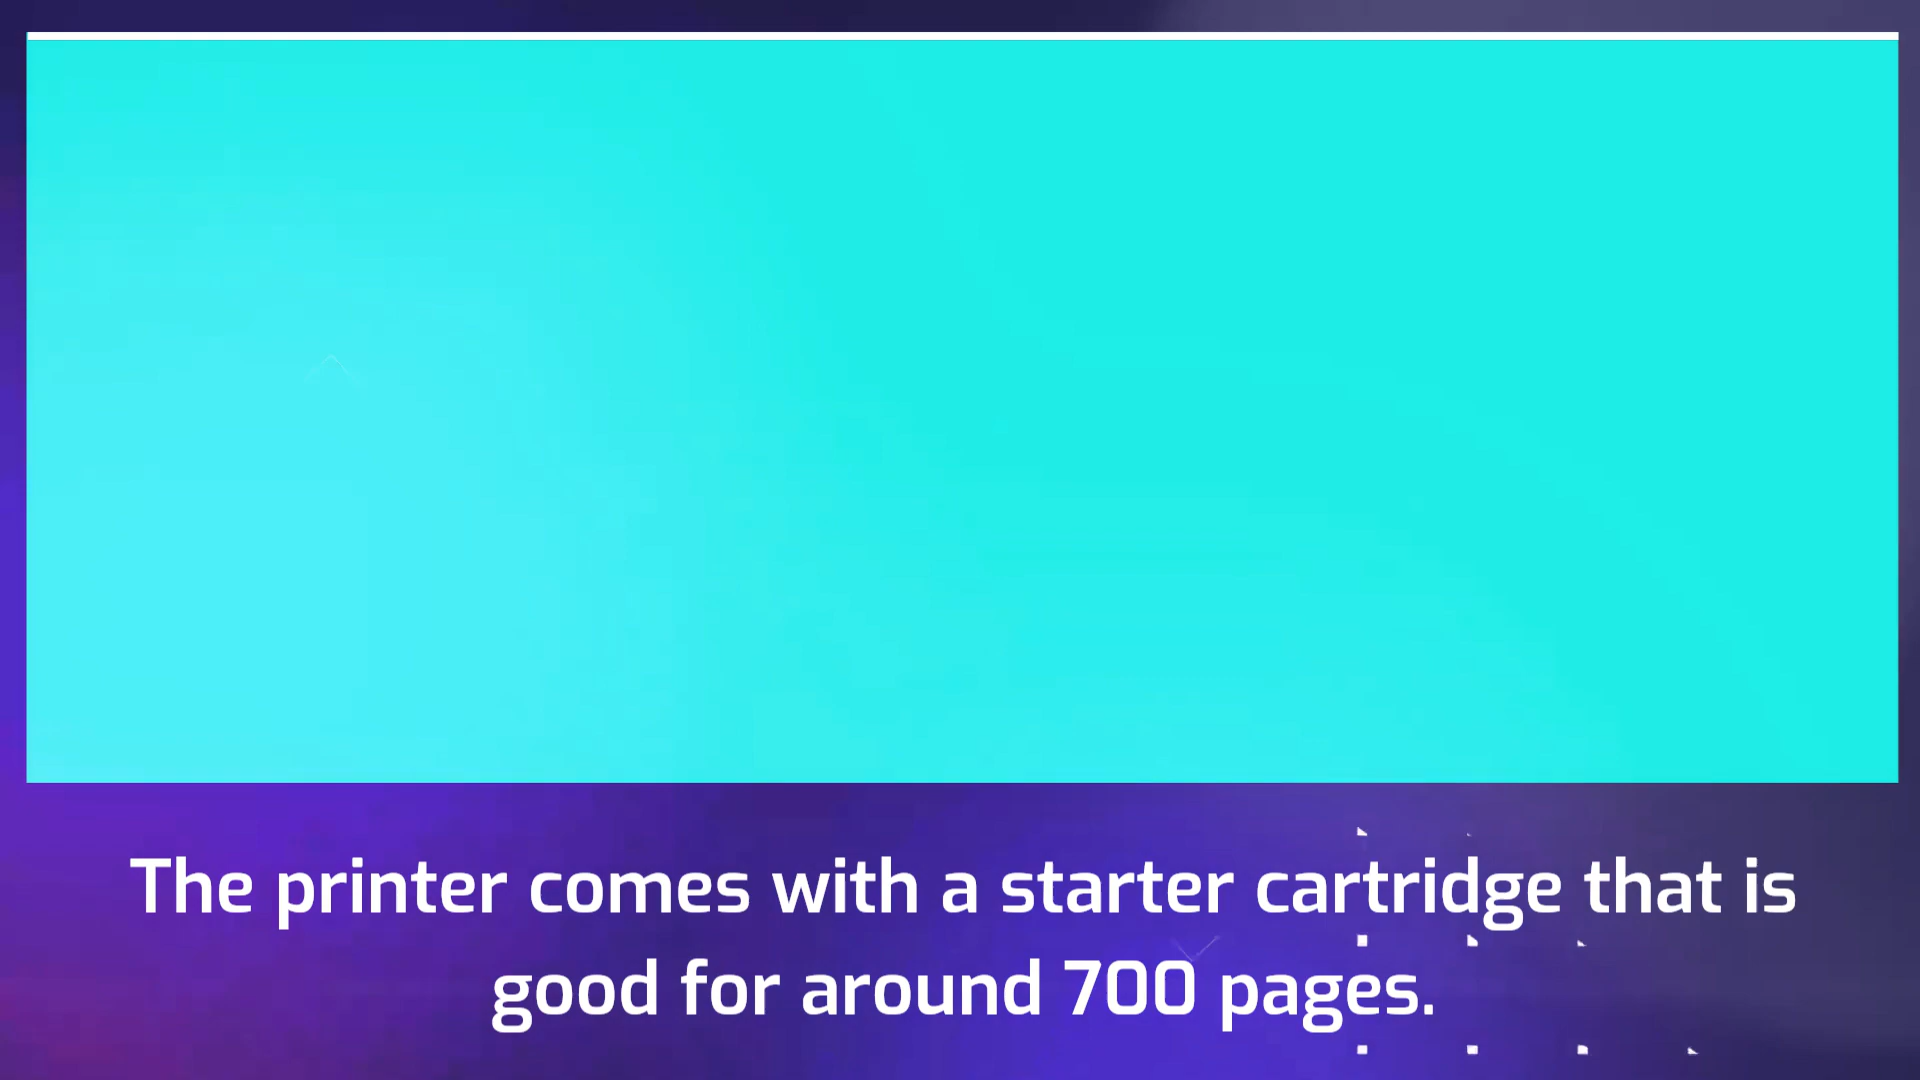 The printer comes with a starter cartridge that is
good for around 700 pages.